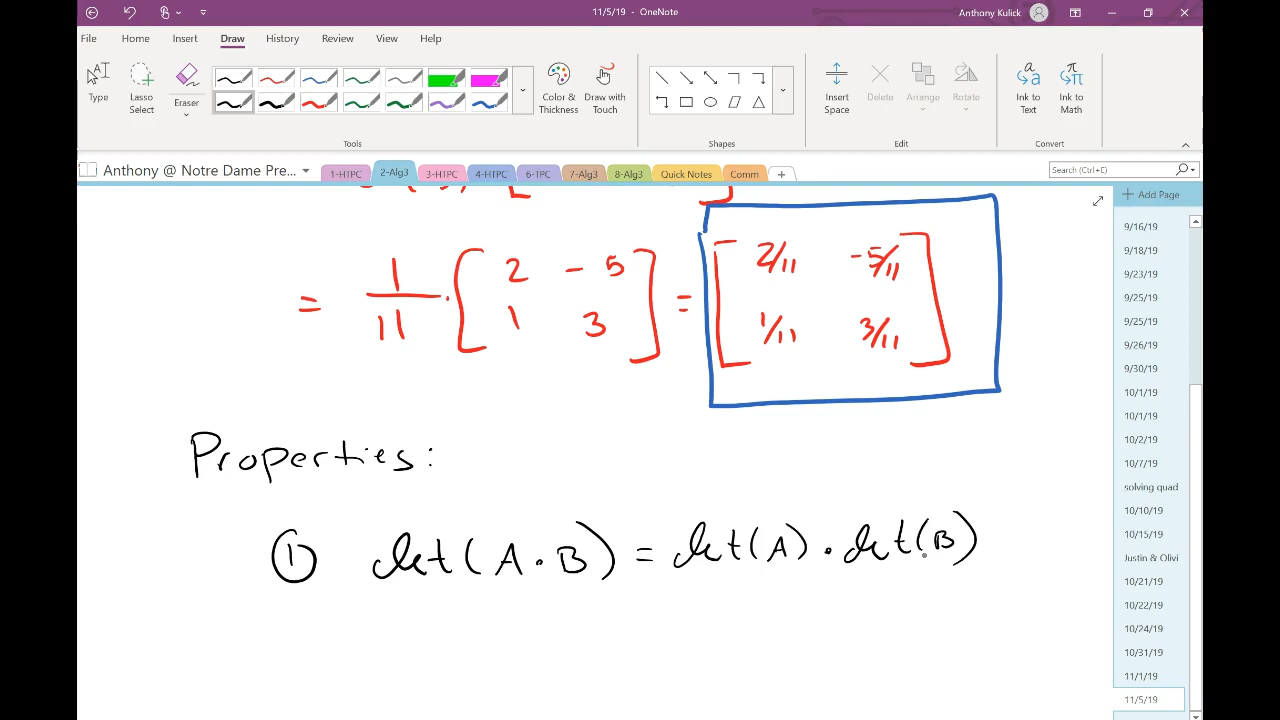 11/5/19 - OneNote
Anthony Kulick
File Home Insert Draw History Review View Help
Type
Lasso Select
Eraser
Color & Thickness
Draw with Touch
Insert Space
Delete
Arrange
Rotate
Ink to Text
Ink to Math
Tools
Shapes
Edit
Convert
Anthony @ Notre Dame Pre...
1-HTPC 2-Alg3 3-HTPC 4-HTPC 6-TPC 7-Alg3 8-Alg3 Quick Notes Comm
Search (Ctrl+E)
Add Page
9/16/19
9/18/19
9/23/19
9/25/19
9/25/19
9/26/19
9/30/19
10/1/19
10/1/19
10/2/19
10/7/19
solving quad
10/10/19
10/15/19
Justin & Olivi
10/21/19
10/22/19
10/24/19
10/31/19
11/1/19
11/5/19
= 1/11 · [ 2 -5 ] = [ 2/11 -5/11 ]
[ 1 3 ] [ 1/11 3/11 ]
Properties:
① det(A·B) = det(A)·det(B)